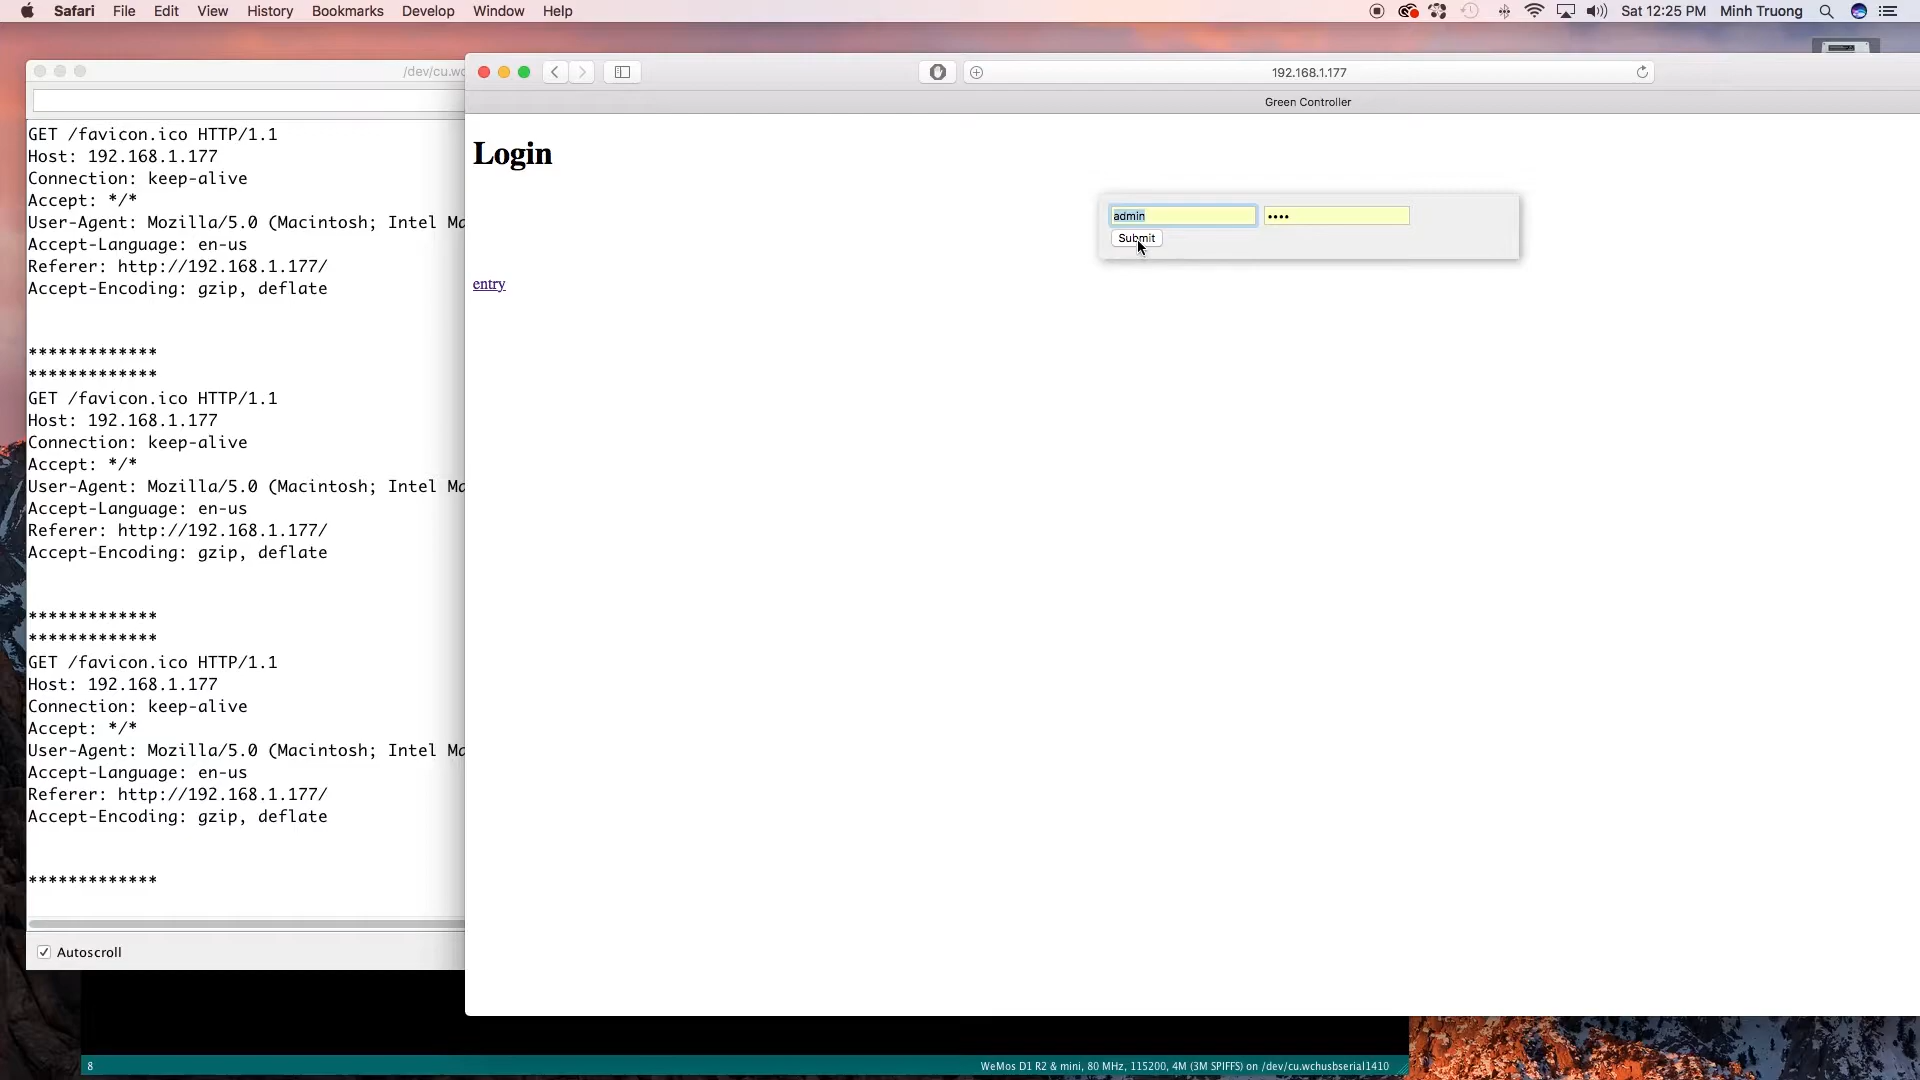 Safari File Edit View History Bookmarks Develop Window Help Sat 12:25 PM Minh Truong
/dev/cu.wc
GET /favicon.ico HTTP/1.1
Host: 192.168.1.177
Connection: keep-alive
Accept: */*
User-Agent: Mozilla/5.0 (Macintosh; Intel Ma
Accept-Language: en-us
Referer: http://192.168.1.177/
Accept-Encoding: gzip, deflate
*************
*************
GET /favicon.ico HTTP/1.1
Host: 192.168.1.177
Connection: keep-alive
Accept: */*
User-Agent: Mozilla/5.0 (Macintosh; Intel Ma
Accept-Language: en-us
Referer: http://192.168.1.177/
Accept-Encoding: gzip, deflate
*************
*************
GET /favicon.ico HTTP/1.1
Host: 192.168.1.177
Connection: keep-alive
Accept: */*
User-Agent: Mozilla/5.0 (Macintosh; Intel Ma
Accept-Language: en-us
Referer: http://192.168.1.177/
Accept-Encoding: gzip, deflate
*************
Autoscroll
192.168.1.177
Green Controller
Login
admin ••••
Submit
entry
8 WeMos D1 R2 & mini, 80 MHz, 115200, 4M (3M SPIFFS) on /dev/cu.wchusbserial1410